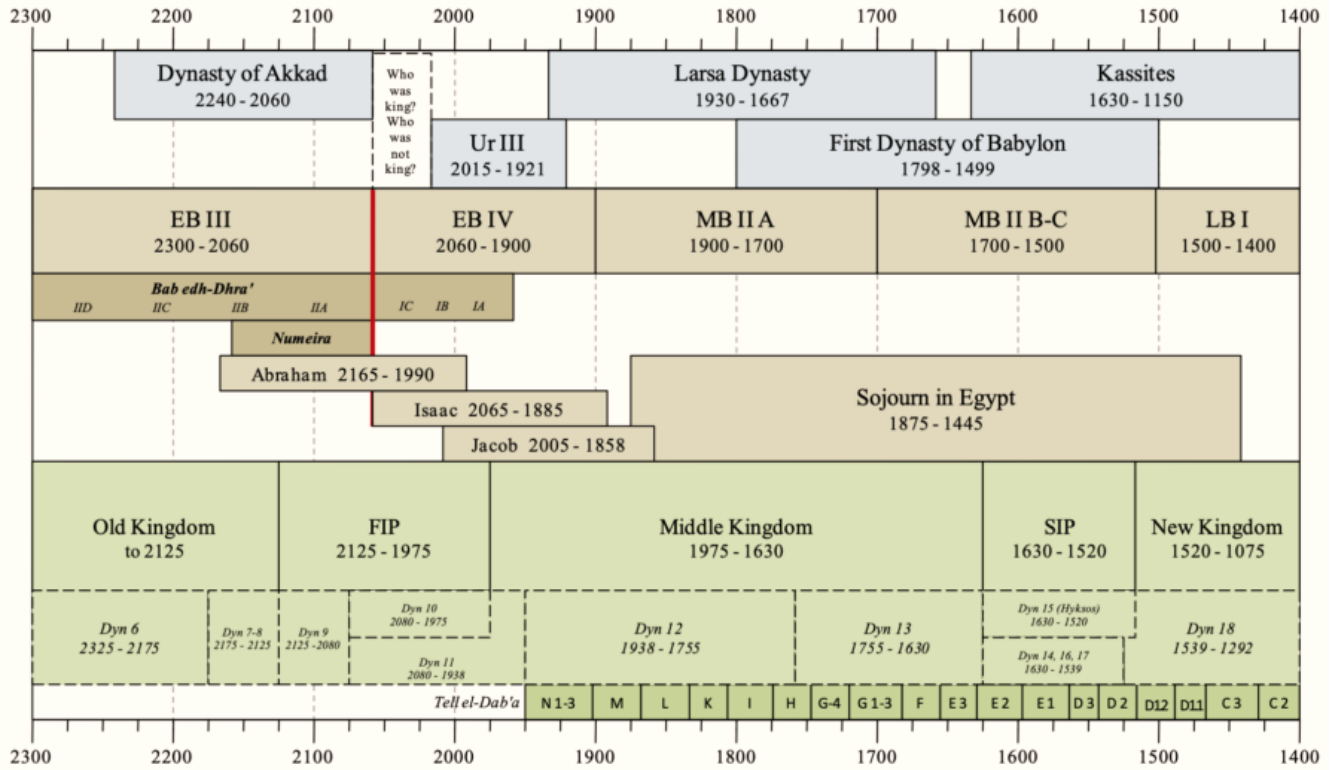 2300 2200 2100 2000 1900 1800 1700 1600 1500 1400
Dynasty of Akkad
2240 - 2060
Who
was
king?
Who
was
not
king?
Larsa Dynasty
1930 - 1667
Kassites
1630 - 1150
Ur III
2015 - 1921
First Dynasty of Babylon
1798 - 1499
EB III
2300 - 2060
EB IV
2060 - 1900
MB II A
1900 - 1700
MB II B-C
1700 - 1500
LB I
1500 - 1400
Bab edh-Dhra'
IID IIC IIB IIA IC IB IA
Numeira
Abraham 2165 - 1990
Isaac 2065 - 1885
Jacob 2005 - 1858
Sojourn in Egypt
1875 - 1445
Old Kingdom
to 2125
FIP
2125 - 1975
Middle Kingdom
1975 - 1630
SIP
1630 - 1520
New Kingdom
1520 - 1075
Dyn 6
2325 - 2175
Dyn 7-8
2175 - 2125
Dyn 9
2125 -2080
Dyn 10
2080 - 1975
Dyn 11
2080 - 1938
Dyn 12
1938 - 1755
Dyn 13
1755 - 1630
Dyn 15 (Hyksos)
1630 - 1520
Dyn 14, 16, 17
1630 - 1539
Dyn 18
1539 - 1292
Tell el-Dab'a N 1-3 M L K I H G-4 G 1-3 F E 3 E 2 E 1 D 3 D 2 D12 D11 C 3 C 2
2300 2200 2100 2000 1900 1800 1700 1600 1500 1400